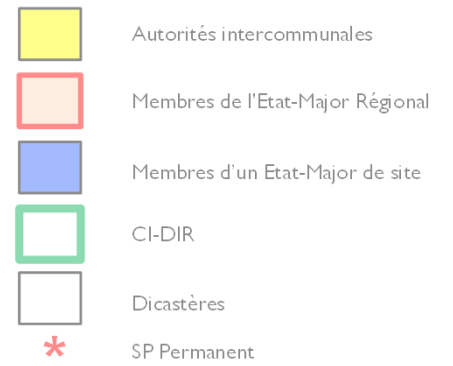 Autorités intercommunales
Membres de l'Etat-Major Régional
Membres d'un Etat-Major de site
CI-DIR
Dicastères
* SP Permanent